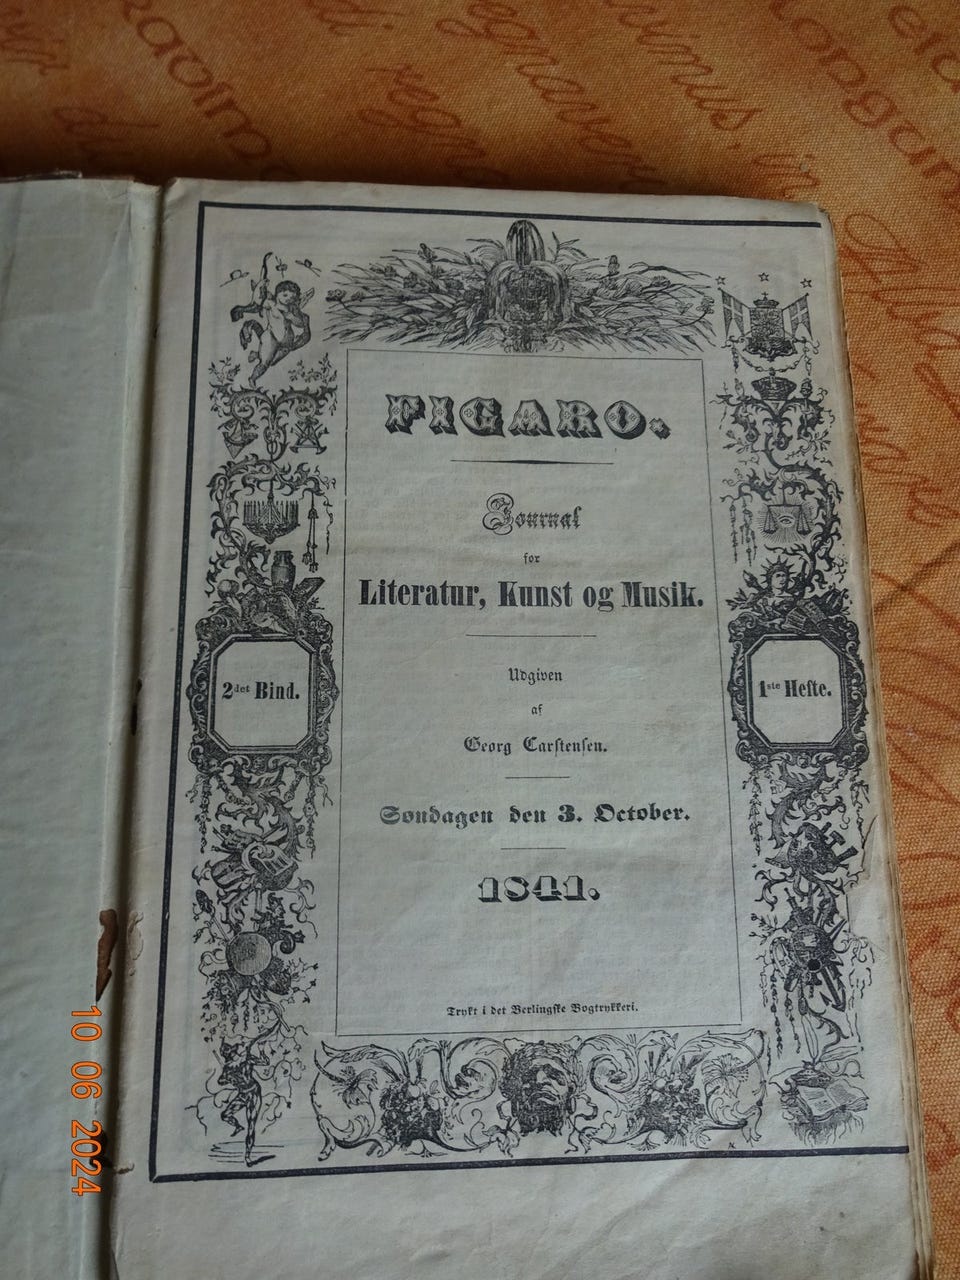 FIGARO.
Journal
for
Literatur, Kunst og Musik.
Udgiven
af
Georg Carstensen.
2det Bind.
1ste Hefte.
Søndagen den 3. October.
1841.
Trykt i det Berlingske Bogtrykkeri.
10 06 2024